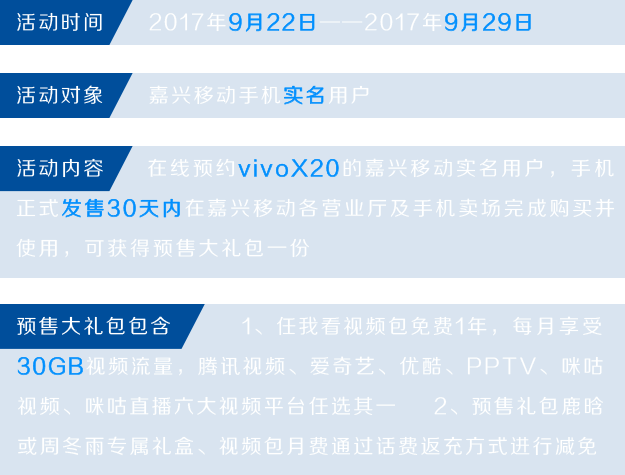 活动时间 2017年9月22日——2017年9月29日
活动对象 嘉兴移动手机实名用户
活动内容 在线预约vivoX20的嘉兴移动实名用户，手机
正式发售30天内在嘉兴移动各营业厅及手机卖场完成购买并
使用，可获得预售大礼包一份
预售大礼包包含 1、任我看视频包免费1年，每月享受
30GB视频流量，腾讯视频、爱奇艺、优酷、PPTV、咪咕
视频、咪咕直播六大视频平台任选其一 2、预售礼包鹿晗
或周冬雨专属礼盒、视频包月费通过话费返充方式进行减免